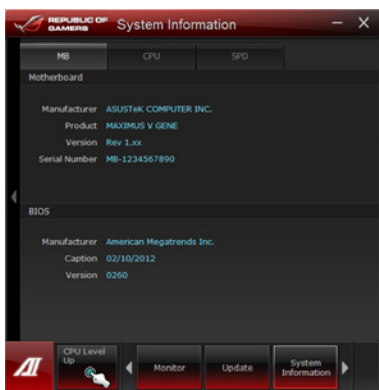 REPUBLIC OF
GAMERS
System Information
MB CPU SPD
Motherboard
Manufacturer ASUSTeK COMPUTER INC.
Product MAXIMUS V GENE
Version Rev 1.xx
Serial Number MB-1234567890
BIOS
Manufacturer American Megatrends Inc.
Caption 02/10/2012
Version 0260
CPU Level
Up
Monitor Update System
Information